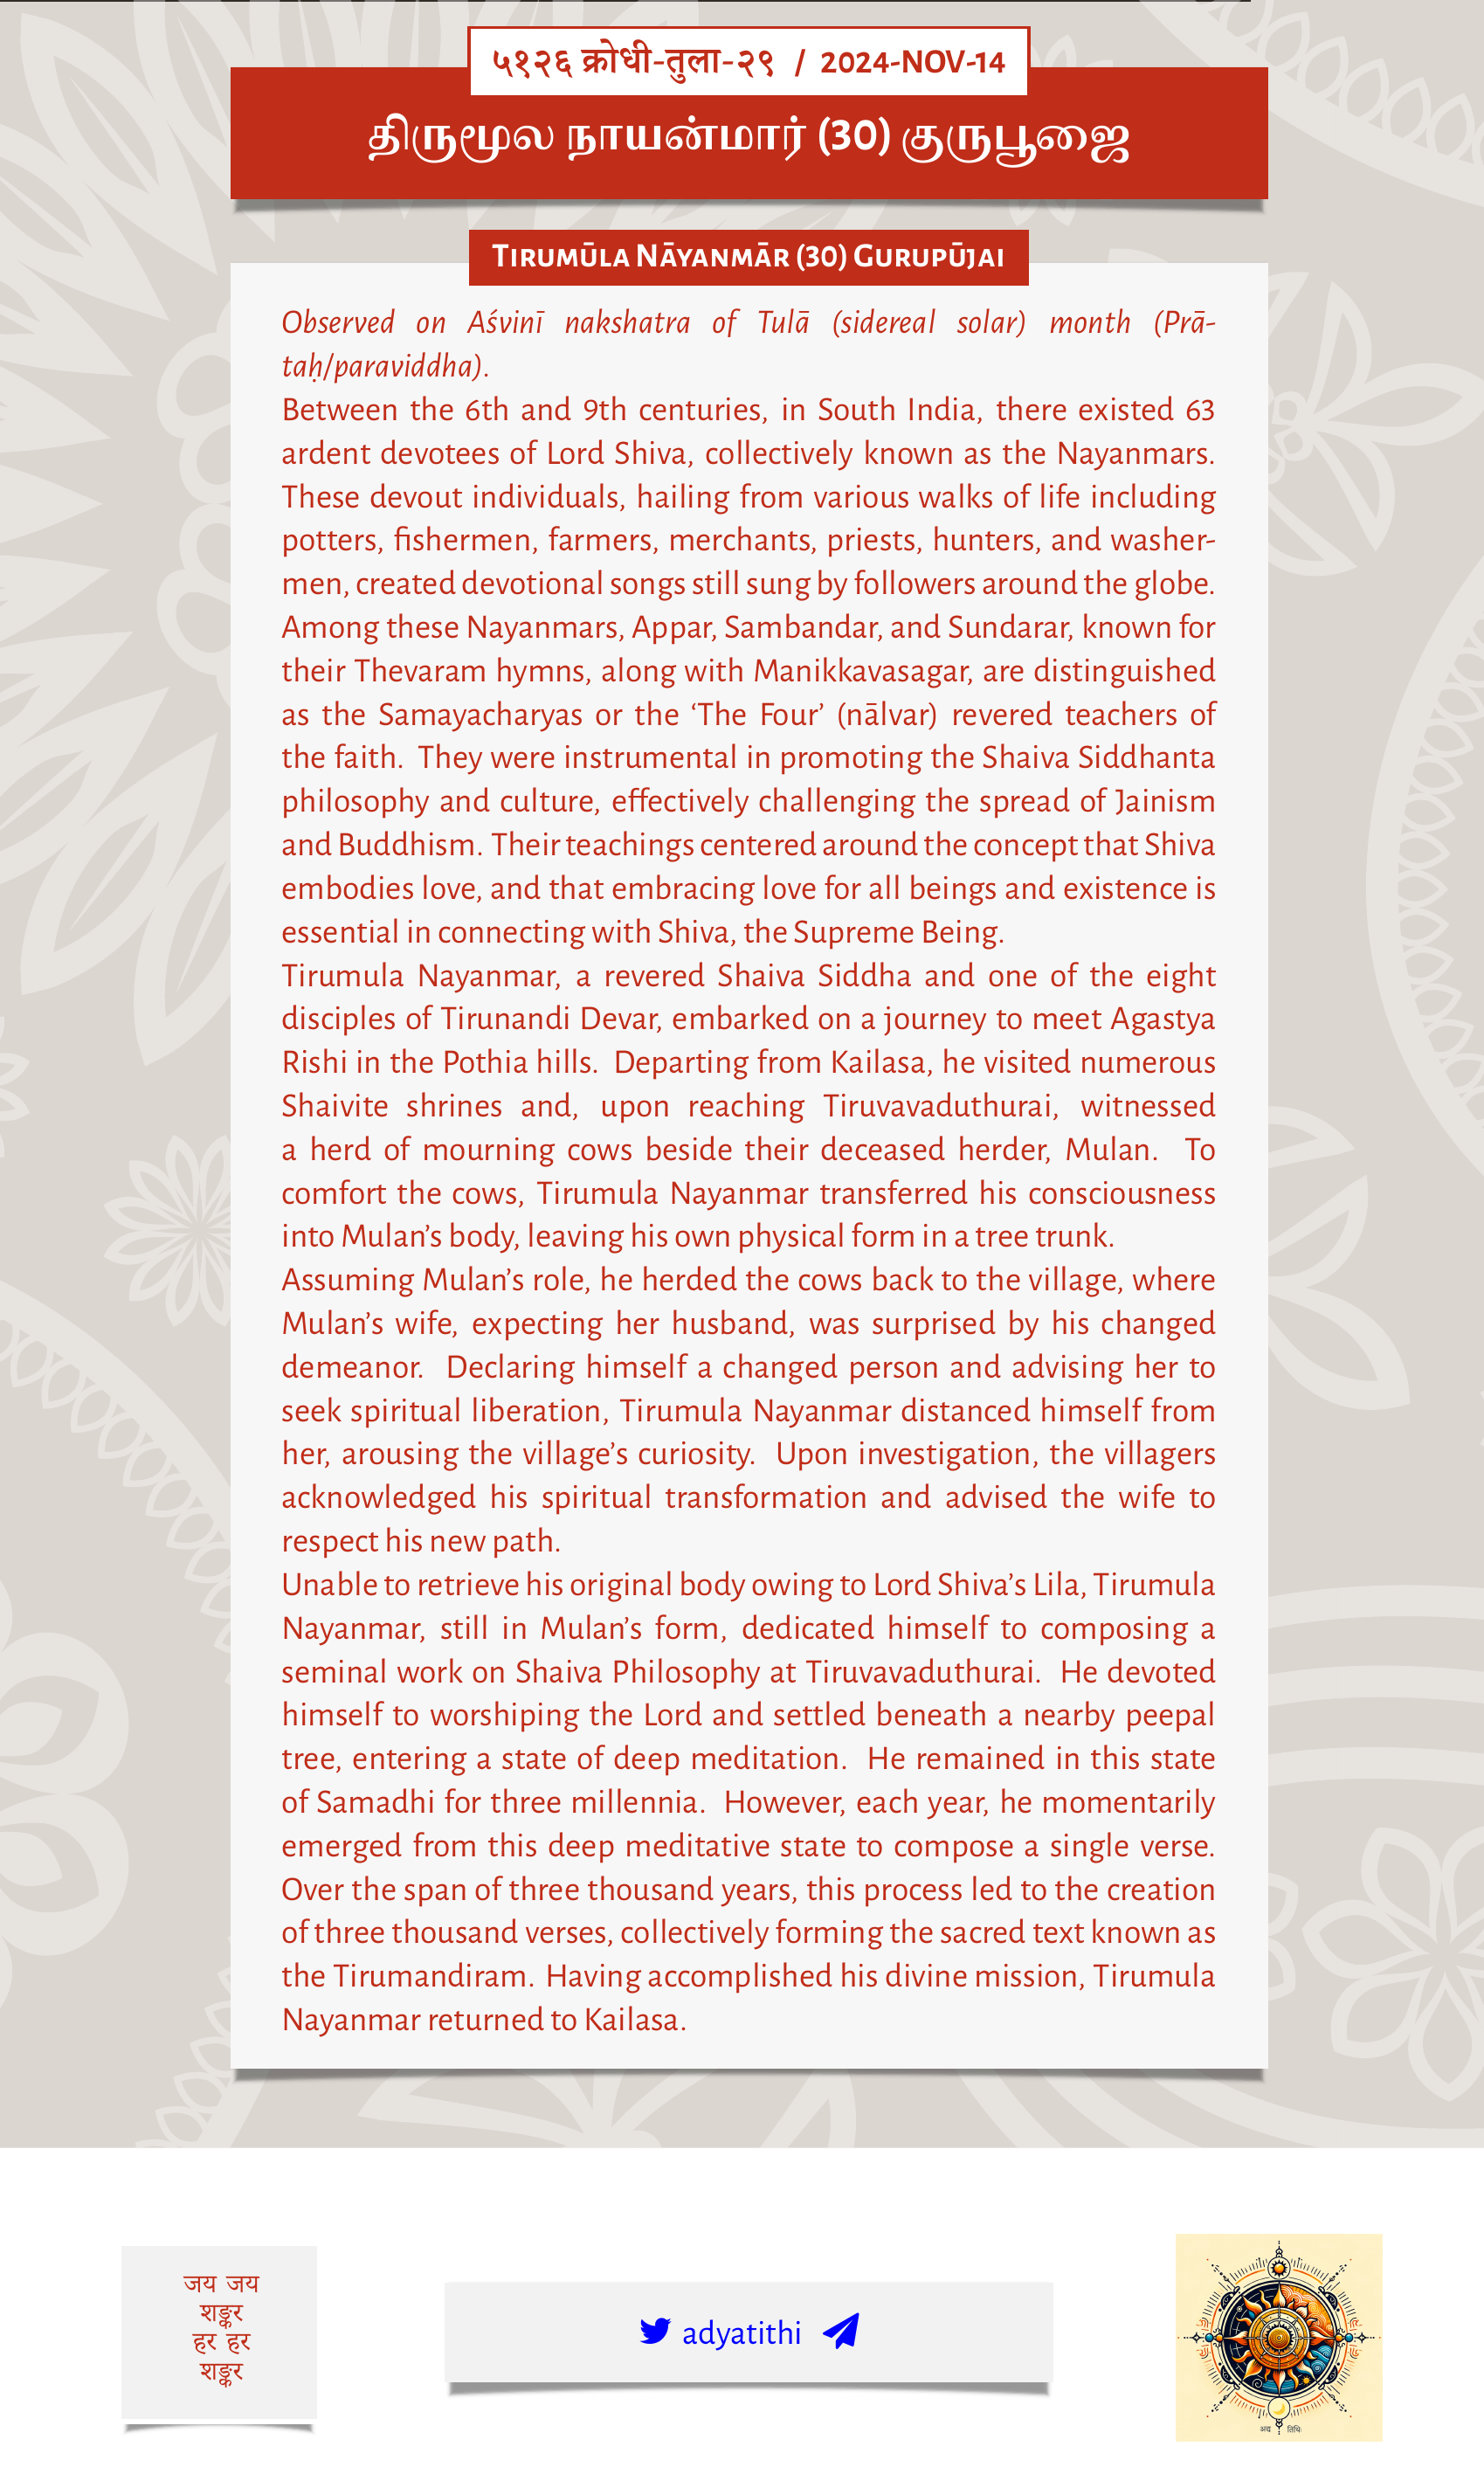 ५१२६ क्रोधी-तुला-२९ / 2024-NOV-14
திருமூல நாயன்மார் (30) குருபூஜை
Tirumūla Nāyanmār (30) Gurupūjai
Observed on Aśvinī nakshatra of Tulā (sidereal solar) month (Prā-
taḥ/paraviddha).
Between the 6th and 9th centuries, in South India, there existed 63
ardent devotees of Lord Shiva, collectively known as the Nayanmars.
These devout individuals, hailing from various walks of life including
potters, fishermen, farmers, merchants, priests, hunters, and washer-
men, created devotional songs still sung by followers around the globe.
Among these Nayanmars, Appar, Sambandar, and Sundarar, known for
their Thevaram hymns, along with Manikkavasagar, are distinguished
as the Samayacharyas or the ‘The Four’ (nālvar) revered teachers of
the faith. They were instrumental in promoting the Shaiva Siddhanta
philosophy and culture, effectively challenging the spread of Jainism
and Buddhism. Their teachings centered around the concept that Shiva
embodies love, and that embracing love for all beings and existence is
essential in connecting with Shiva, the Supreme Being.
Tirumula Nayanmar, a revered Shaiva Siddha and one of the eight
disciples of Tirunandi Devar, embarked on a journey to meet Agastya
Rishi in the Pothia hills. Departing from Kailasa, he visited numerous
Shaivite shrines and, upon reaching Tiruvavaduthurai, witnessed
a herd of mourning cows beside their deceased herder, Mulan. To
comfort the cows, Tirumula Nayanmar transferred his consciousness
into Mulan’s body, leaving his own physical form in a tree trunk.
Assuming Mulan’s role, he herded the cows back to the village, where
Mulan’s wife, expecting her husband, was surprised by his changed
demeanor. Declaring himself a changed person and advising her to
seek spiritual liberation, Tirumula Nayanmar distanced himself from
her, arousing the village’s curiosity. Upon investigation, the villagers
acknowledged his spiritual transformation and advised the wife to
respect his new path.
Unable to retrieve his original body owing to Lord Shiva’s Lila, Tirumula
Nayanmar, still in Mulan’s form, dedicated himself to composing a
seminal work on Shaiva Philosophy at Tiruvavaduthurai. He devoted
himself to worshiping the Lord and settled beneath a nearby peepal
tree, entering a state of deep meditation. He remained in this state
of Samadhi for three millennia. However, each year, he momentarily
emerged from this deep meditative state to compose a single verse.
Over the span of three thousand years, this process led to the creation
of three thousand verses, collectively forming the sacred text known as
the Tirumandiram. Having accomplished his divine mission, Tirumula
Nayanmar returned to Kailasa.
जय जय
शङ्कर
हर हर
शङ्कर
adyatithi
अद्य तिथिः